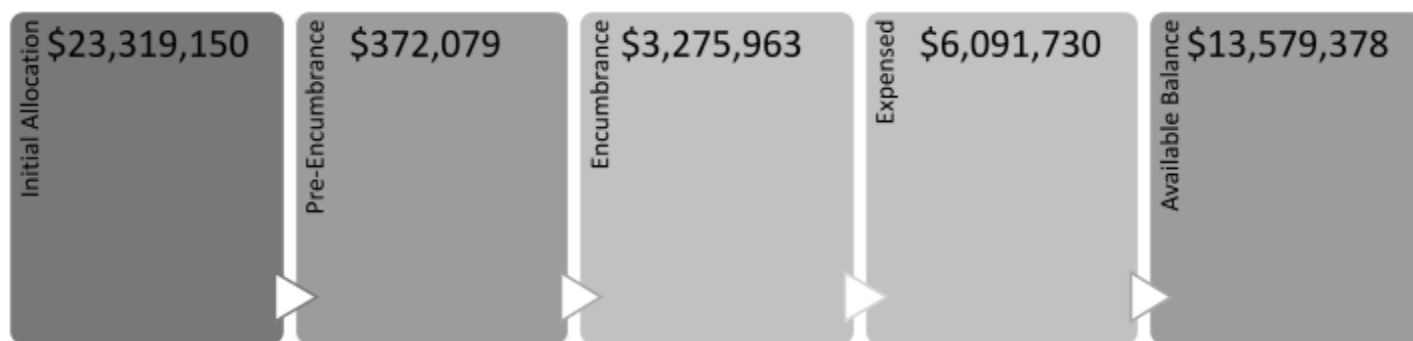 Initial Allocation
$23,319,150
Pre-Encumbrance
$372,079
Encumbrance
$3,275,963
Expensed
$6,091,730
Available Balance
$13,579,378